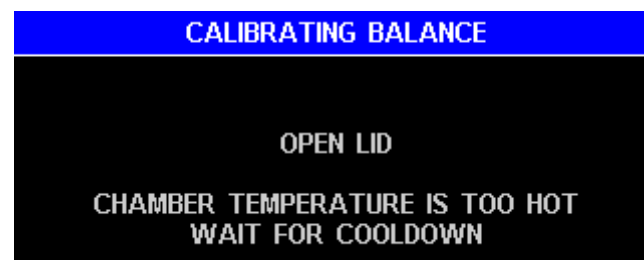 CALIBRATING BALANCE
OPEN LID
CHAMBER TEMPERATURE IS TOO HOT
WAIT FOR COOLDOWN